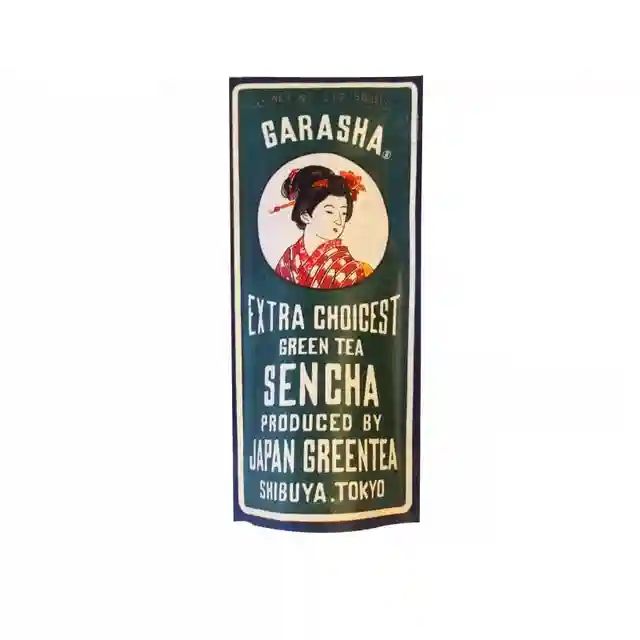 GARASHA®
EXTRA CHOICEST
GREEN TEA
SENCHA
PRODUCED BY
JAPAN GREENTEA
SHIBUYA.TOKYO